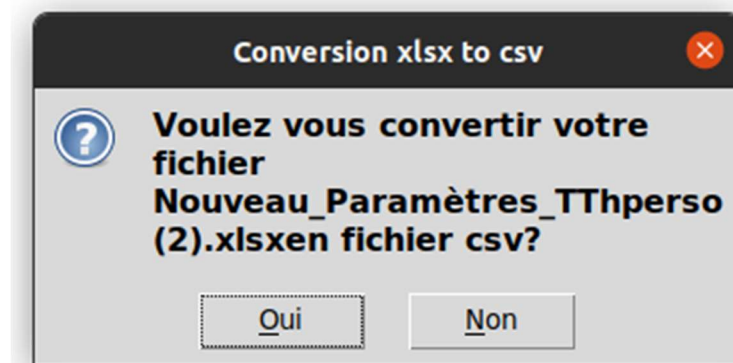 Conversion xlsx to csv
Voulez vous convertir votre
fichier
Nouveau_Paramètres_TThperso
(2).xlsxen fichier csv?
Oui Non